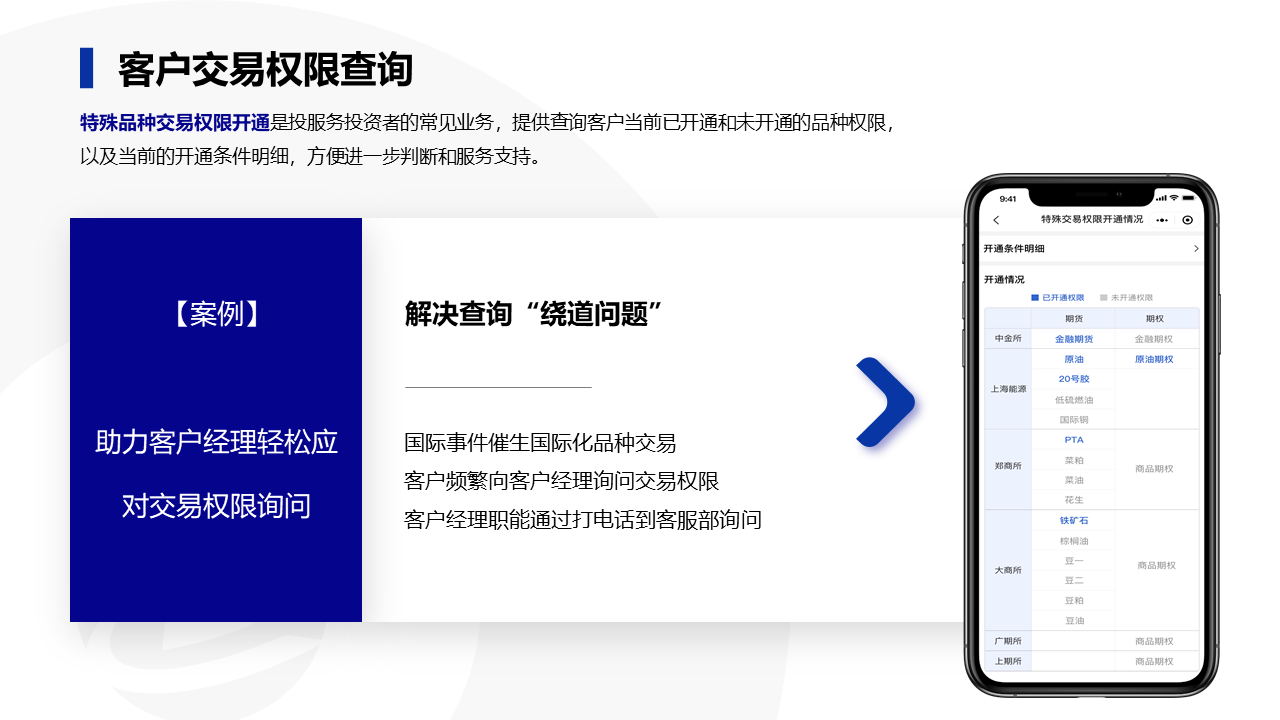 客户交易权限查询
特殊品种交易权限开通是投服务投资者的常见业务，提供查询客户当前已开通和未开通的品种权限，
以及当前的开通条件明细，方便进一步判断和服务支持。
【案例】
助力客户经理轻松应
对交易权限询问
解决查询“绕道问题”
国际事件催生国际化品种交易
客户频繁向客户经理询问交易权限
客户经理职能通过打电话到客服部询问
9:41
特殊交易权限开通情况
开通条件明细
开通情况
已开通权限 未开通权限
期货 期权
中金所 金融期货 金融期权
上海能源 原油 原油期权
20号胶
低硫燃油
国际铜
郑商所 PTA 商品期权
菜粕
菜油
花生
大商所 铁矿石 商品期权
棕榈油
豆一
豆二
豆粕
豆油
广期所 商品期权
上期所 商品期权